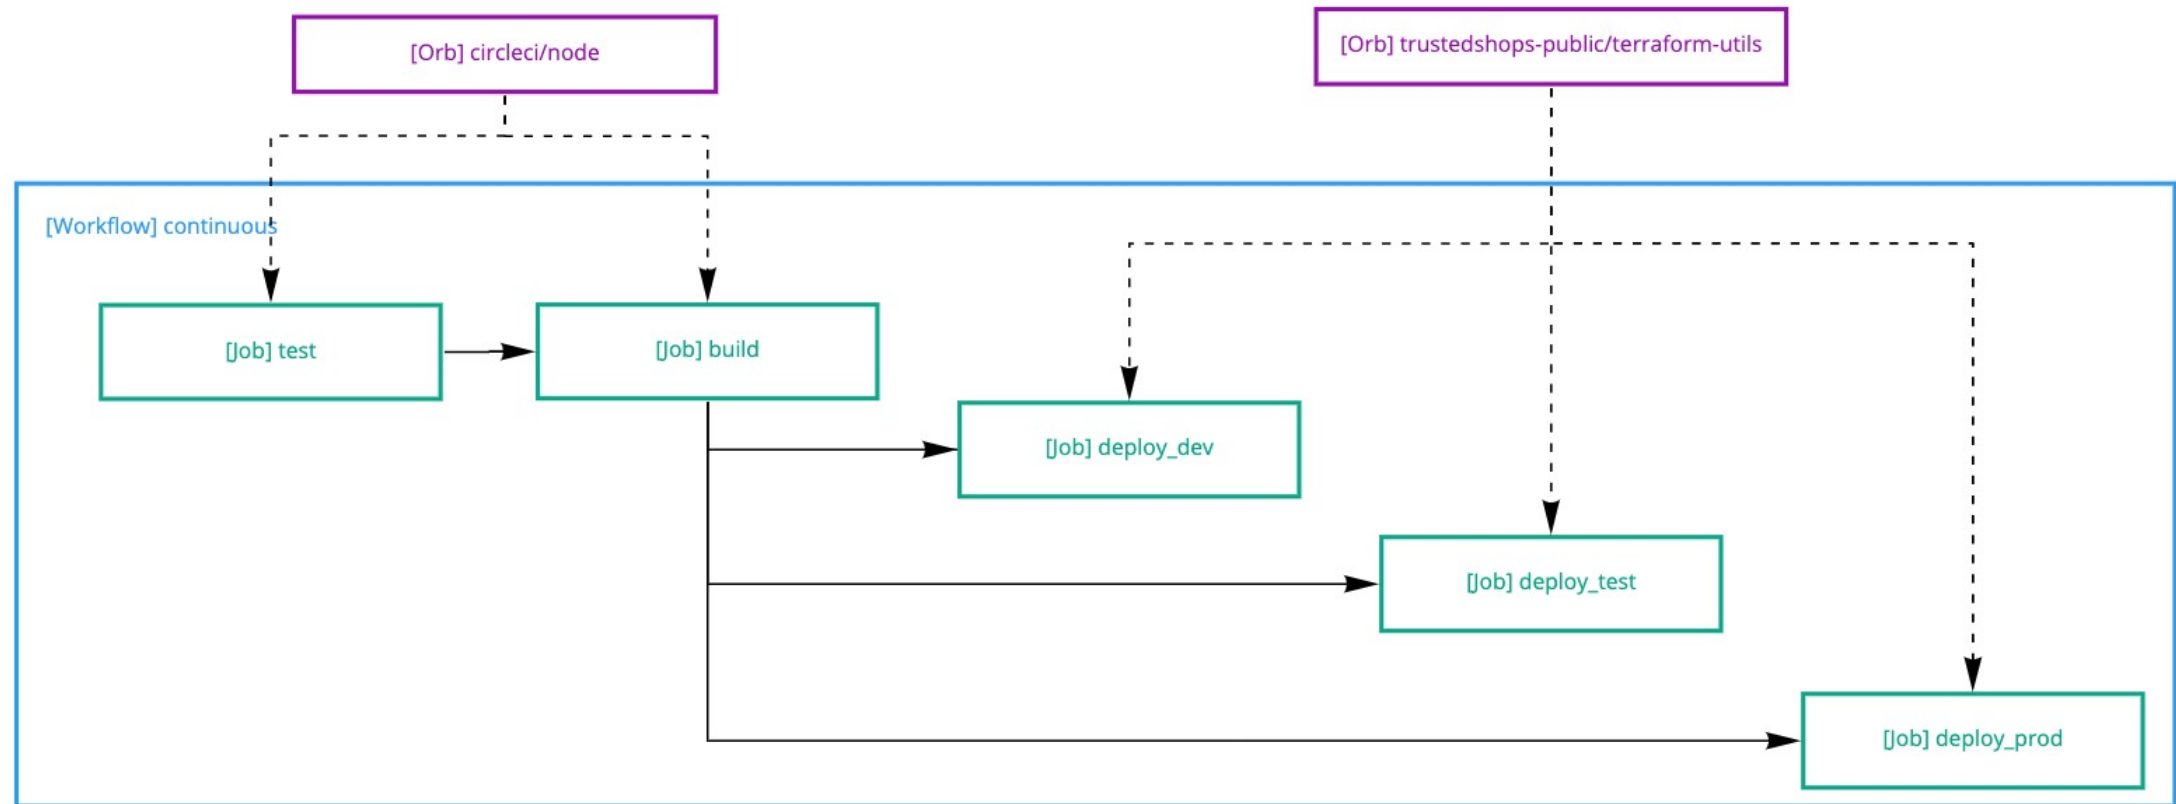 [Orb] circleci/node
[Orb] trustedshops-public/terraform-utils
[Workflow] continuous
[Job] test
[Job] build
[Job] deploy_dev
[Job] deploy_test
[Job] deploy_prod